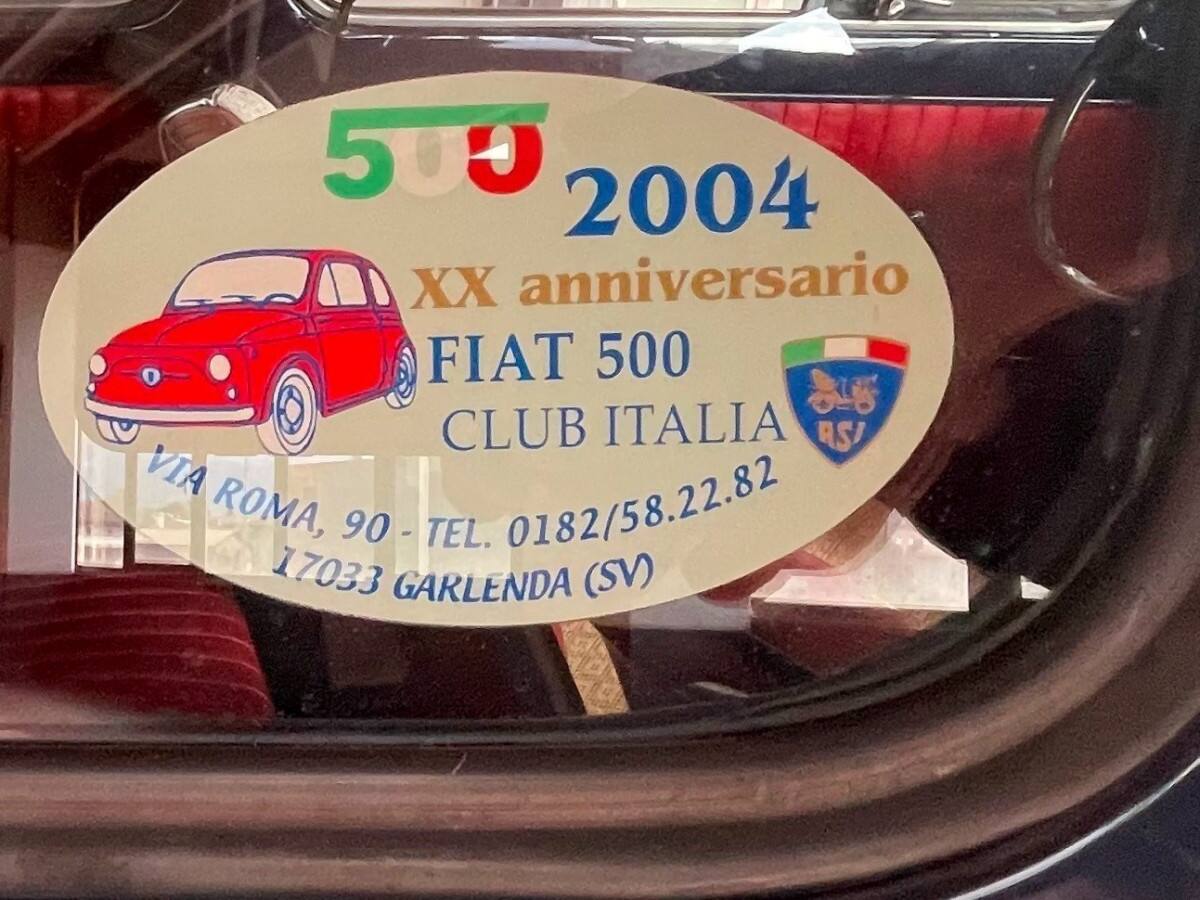 500
2004
XX anniversario
FIAT 500
CLUB ITALIA
ASI
VIA ROMA, 90 - TEL. 0182/58.22.82
17033 GARLENDA (SV)